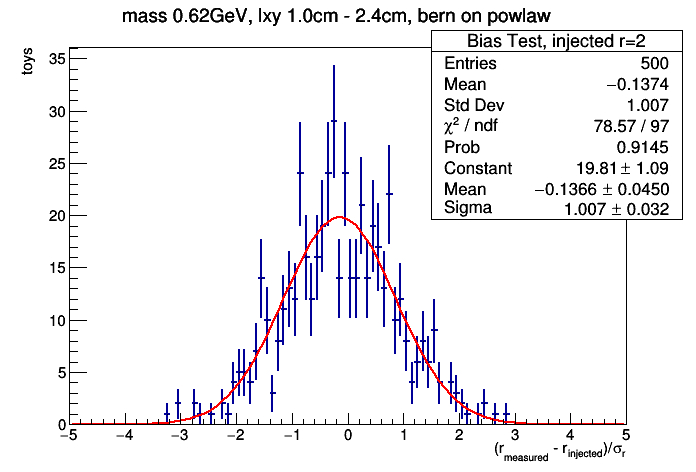 mass 0.62GeV, lxy 1.0cm - 2.4cm, bern on powlaw
toys
Bias Test, injected r=2
Entries 500
Mean −0.1374
Std Dev 1.007
χ² / ndf 78.57 / 97
Prob 0.9145
Constant 19.81 ± 1.09
Mean −0.1366 ± 0.0450
Sigma 1.007 ± 0.032
35
30
25
20
15
10
5
0
−5 −4 −3 −2 −1 0 1 2 3 4 5
(r_measured - r_injected)/σ_r